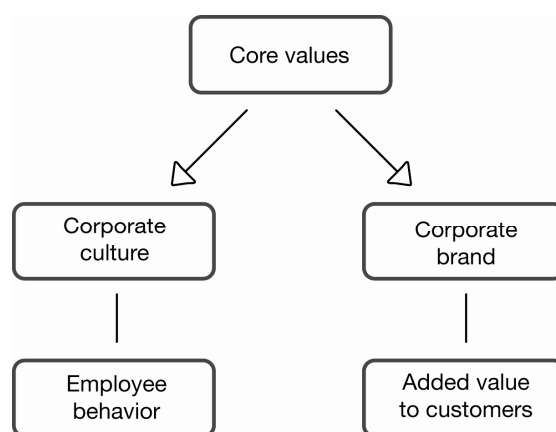 Core values
Corporate
culture
Corporate
brand
Employee
behavior
Added value
to customers